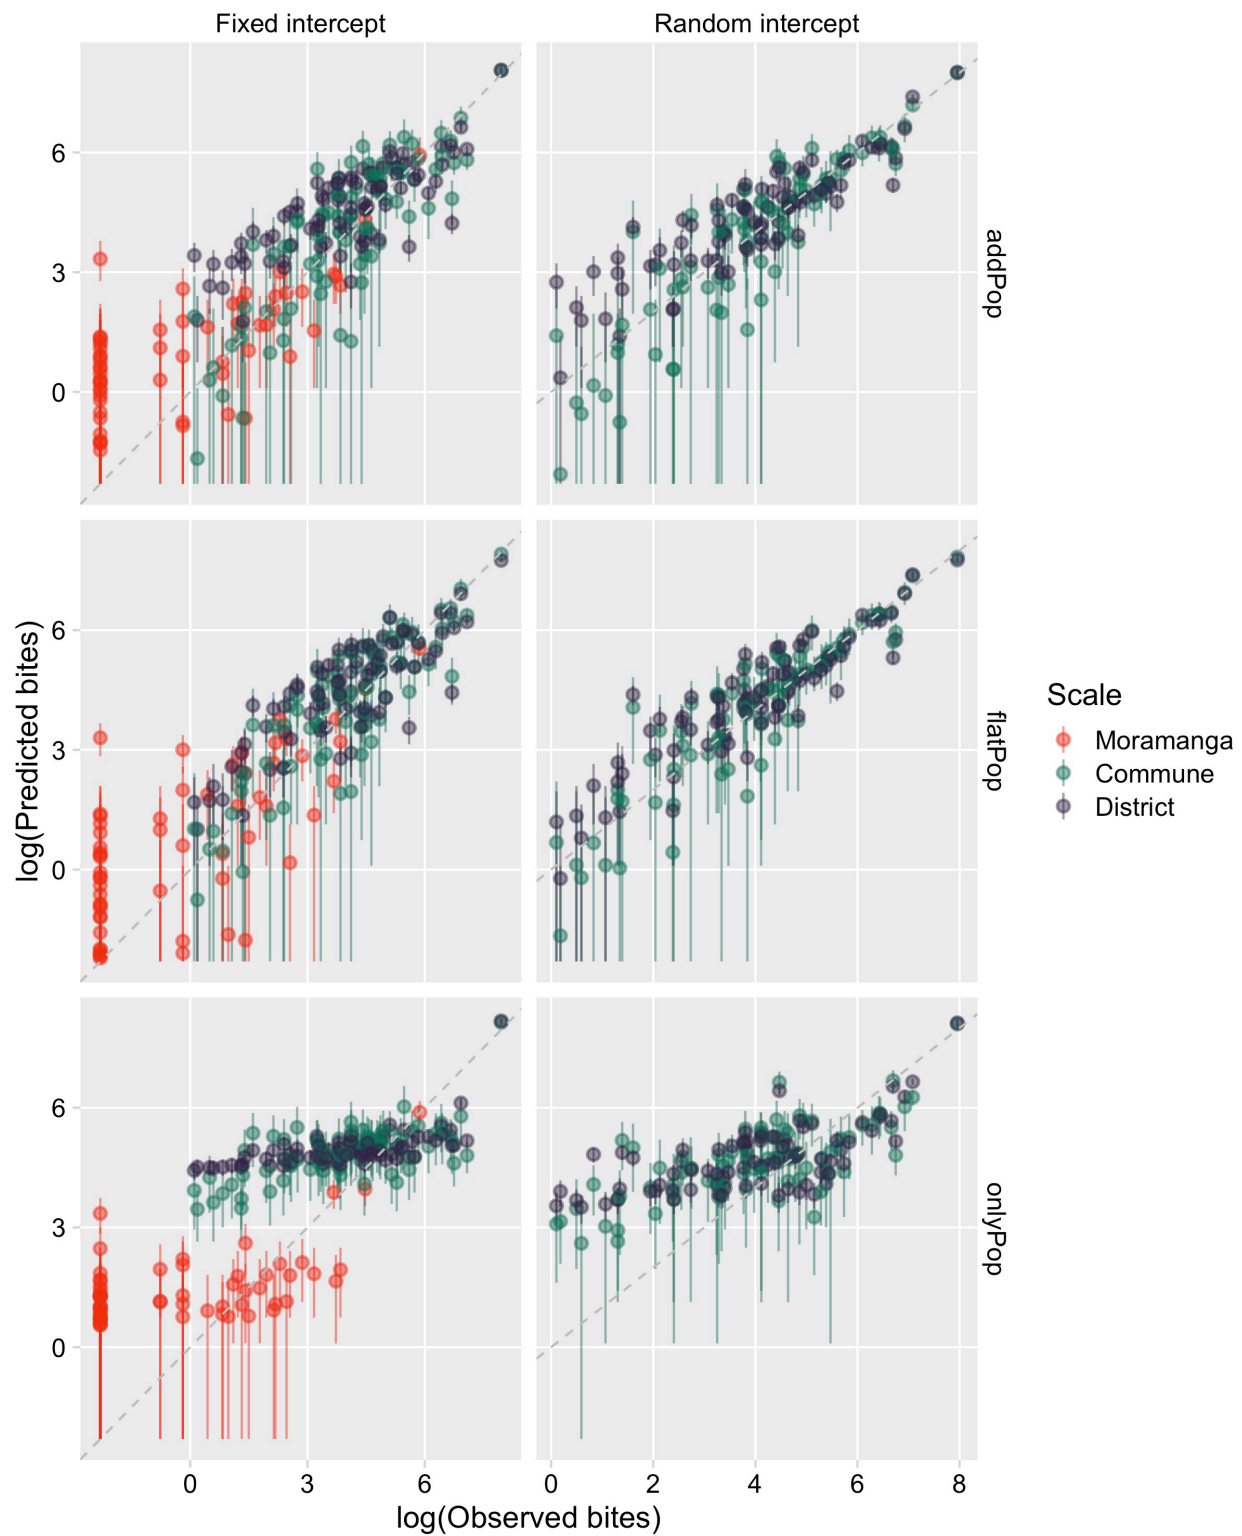 Fixed intercept
Random intercept
6
3
0
addPop
6
3
0
flatPop
6
3
0
onlyPop
0
3
6
0
2
4
6
8
log(Observed bites)
log(Predicted bites)
Scale
Moramanga
Commune
District